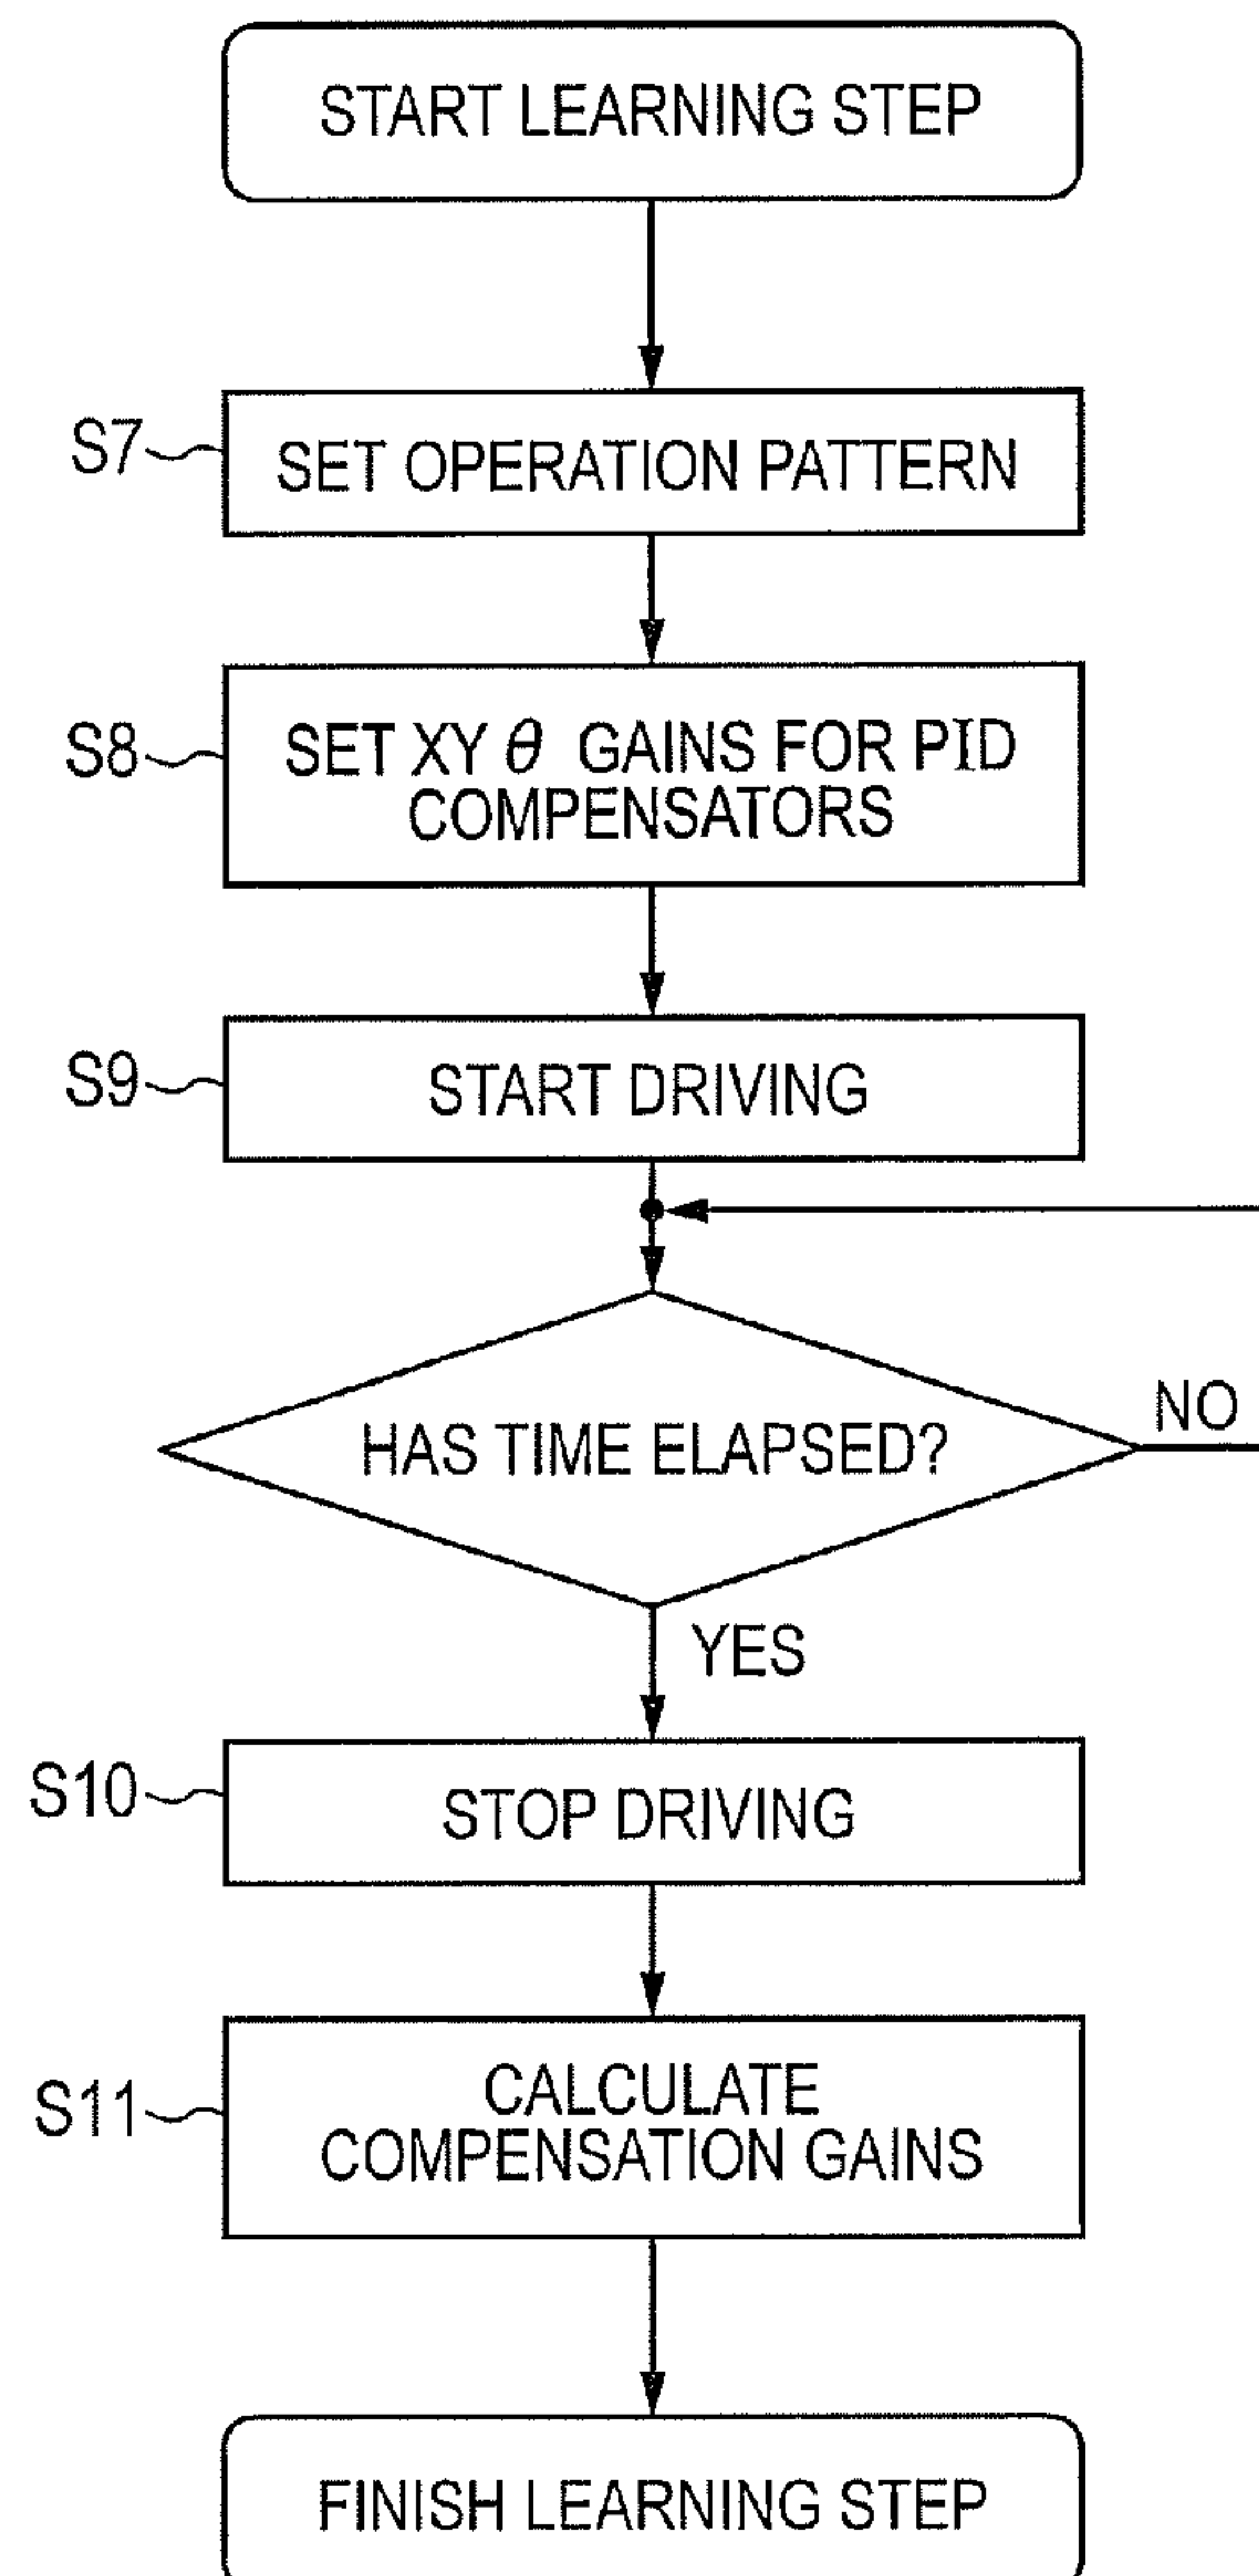 START LEARNING STEP
S7
SET OPERATION PATTERN
S8
SET XY θ GAINS FOR PID
COMPENSATORS
S9
START DRIVING
HAS TIME ELAPSED?
NO
YES
S10
STOP DRIVING
S11
CALCULATE
COMPENSATION GAINS
FINISH LEARNING STEP